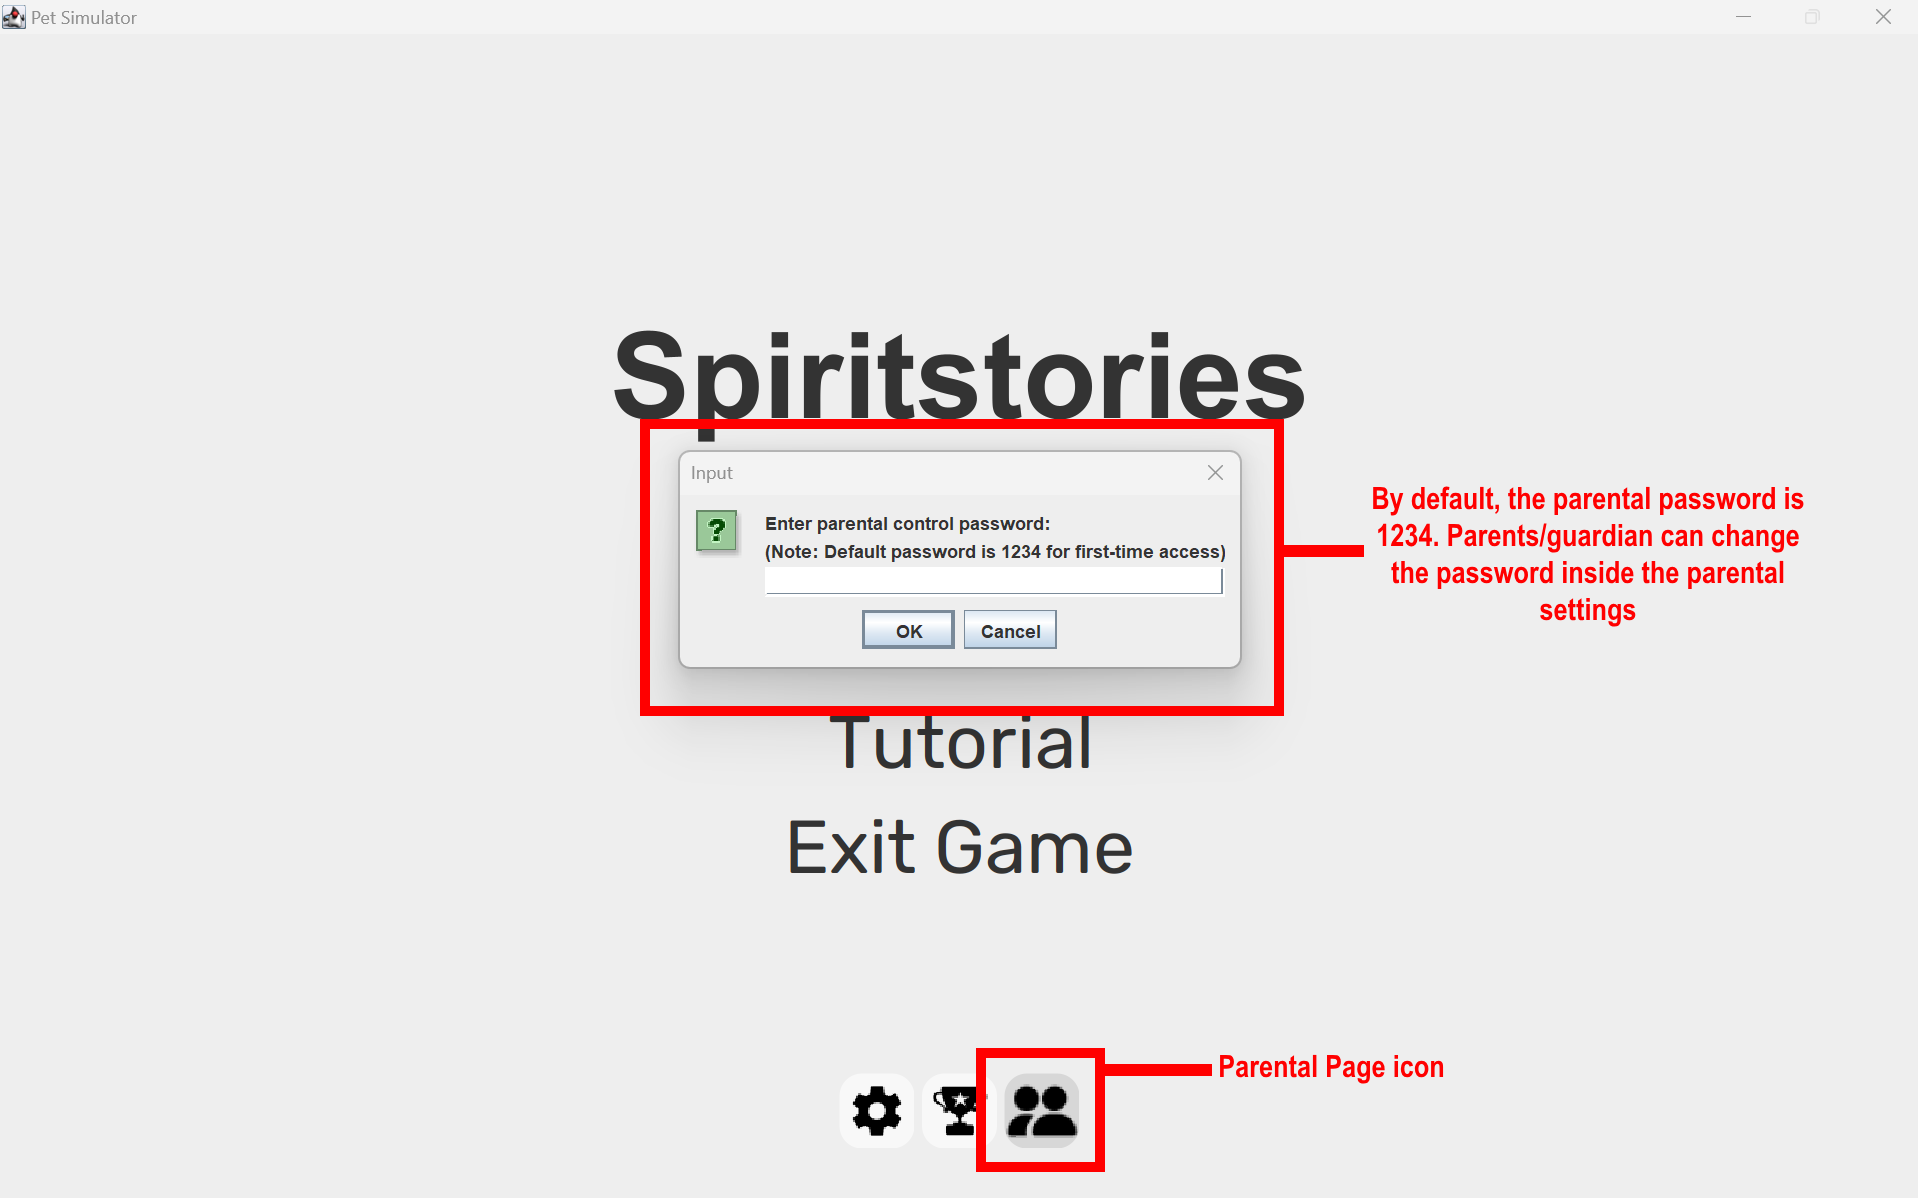 Pet Simulator
Spiritstories
Input
Enter parental control password:
(Note: Default password is 1234 for first-time access)
OK
Cancel
By default, the parental password is
1234. Parents/guardian can change
the password inside the parental
settings
Tutorial
Exit Game
Parental Page icon